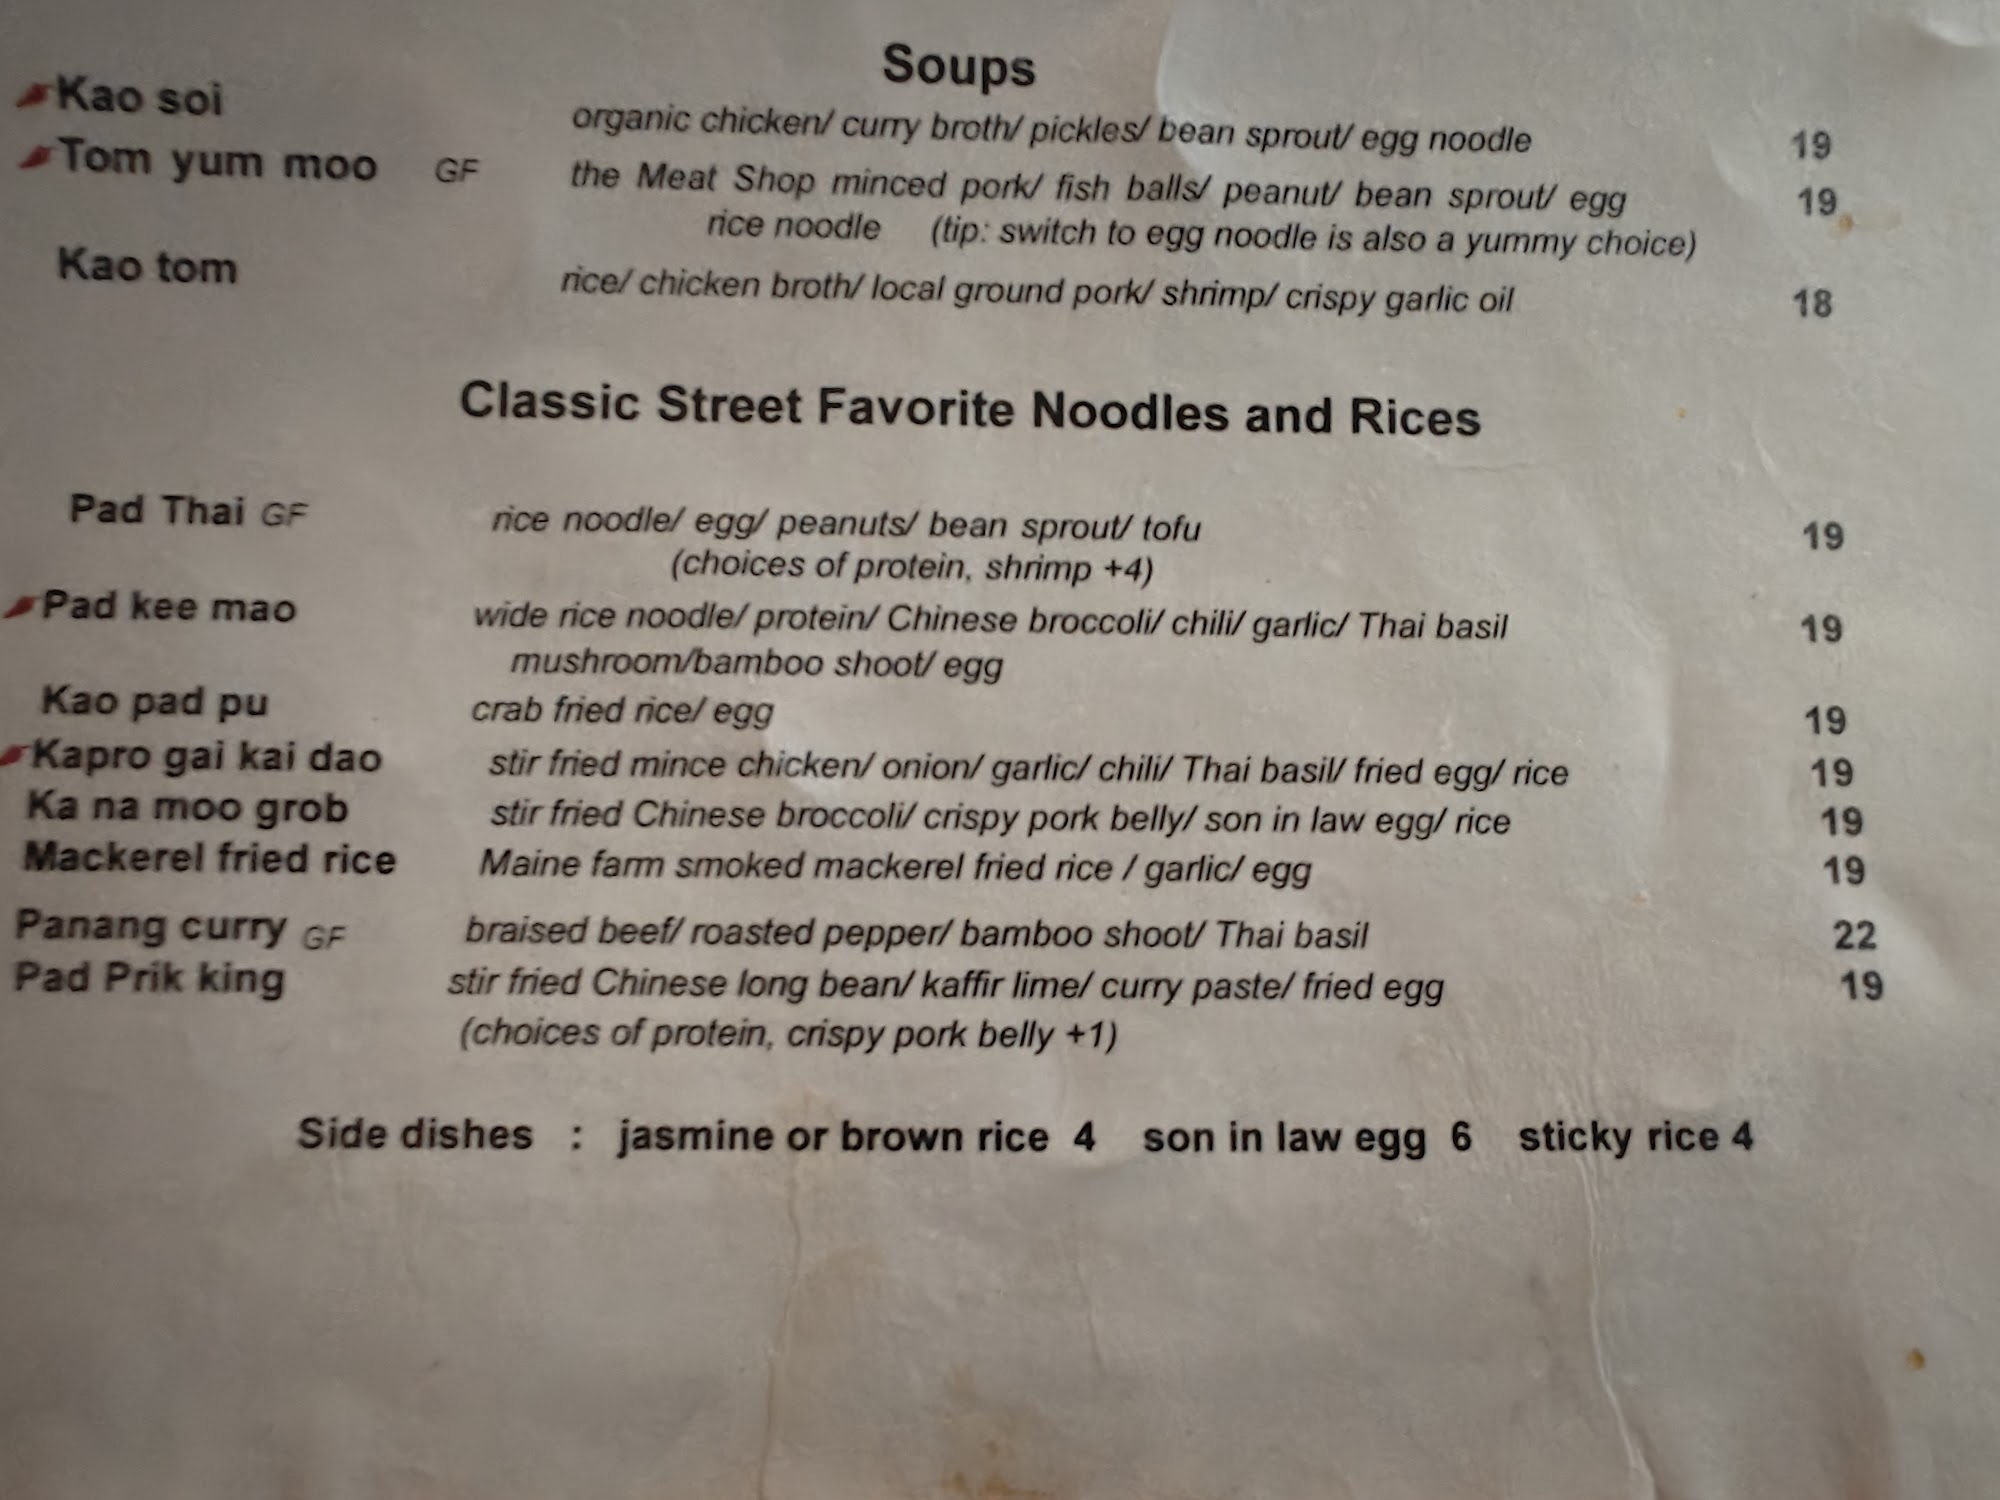 Soups
Kao soi organic chicken/ curry broth/ pickles/ bean sprout/ egg noodle 19
Tom yum moo GF the Meat Shop minced pork/ fish balls/ peanut/ bean sprout/ egg 19
rice noodle (tip: switch to egg noodle is also a yummy choice)
Kao tom rice/ chicken broth/ local ground pork/ shrimp/ crispy garlic oil 18
Classic Street Favorite Noodles and Rices
Pad Thai GF rice noodle/ egg/ peanuts/ bean sprout/ tofu 19
(choices of protein, shrimp +4)
Pad kee mao wide rice noodle/ protein/ Chinese broccoli/ chili/ garlic/ Thai basil 19
mushroom/bamboo shoot/ egg
Kao pad pu crab fried rice/ egg 19
Kapro gai kai dao stir fried mince chicken/ onion/ garlic/ chili/ Thai basil/ fried egg/ rice 19
Ka na moo grob stir fried Chinese broccoli/ crispy pork belly/ son in law egg/ rice 19
Mackerel fried rice Maine farm smoked mackerel fried rice / garlic/ egg 19
Panang curry GF braised beef/ roasted pepper/ bamboo shoot/ Thai basil 22
Pad Prik king stir fried Chinese long bean/ kaffir lime/ curry paste/ fried egg 19
(choices of protein, crispy pork belly +1)
Side dishes : jasmine or brown rice 4 son in law egg 6 sticky rice 4